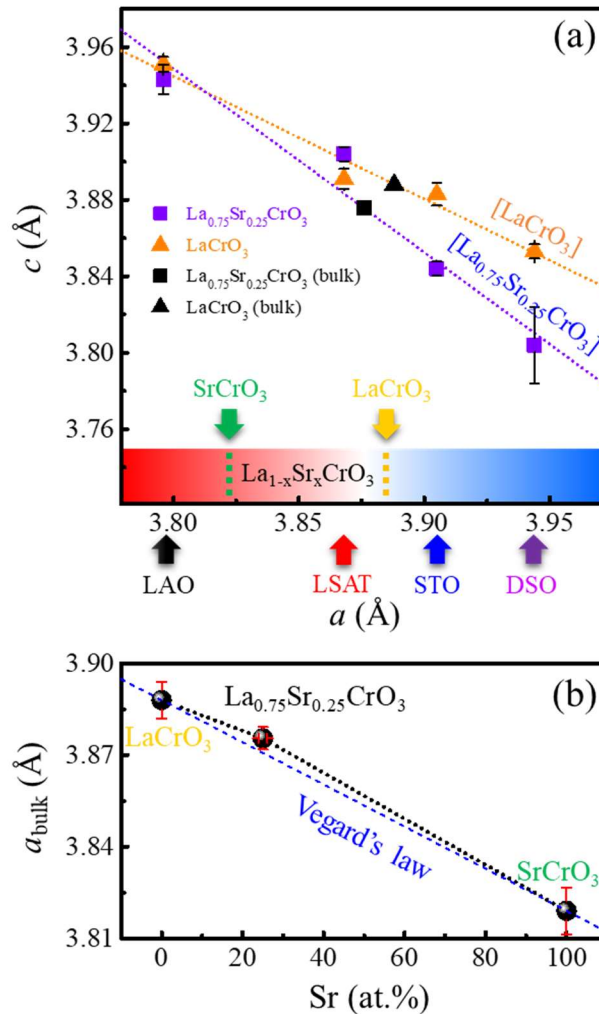 (a)
3.96
3.92
3.88
3.84
3.80
3.76
c (Å)
La0.75Sr0.25CrO3
LaCrO3
La0.75Sr0.25CrO3 (bulk)
LaCrO3 (bulk)
[LaCrO3]
[La0.75Sr0.25CrO3]
SrCrO3
LaCrO3
La1-xSrxCrO3
3.80 3.85 3.90 3.95
LAO LSAT STO DSO
a (Å)
(b)
3.90
3.87
3.84
3.81
abulk (Å)
La0.75Sr0.25CrO3
LaCrO3
Vegard's law
SrCrO3
0 20 40 60 80 100
Sr (at.%)